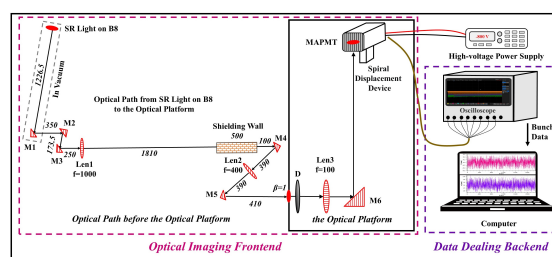 SR Light on B8
1226.5
In Vacuum
350
M2
M1
173.5
M3
250
Len1
f=1000
Optical Path from SR Light on B8
to the Optical Platform
1810
Shielding Wall
500
100
M4
390
Len2
f=400
390
M5
410
β=1
Optical Path before the Optical Platform
MAPMT
Spiral
Displacement
Device
D
Len3
f=100
M6
the Optical Platform
High-voltage Power Supply
Oscilloscope
Bunch
Data
Computer
Optical Imaging Frontend
Data Dealing Backend